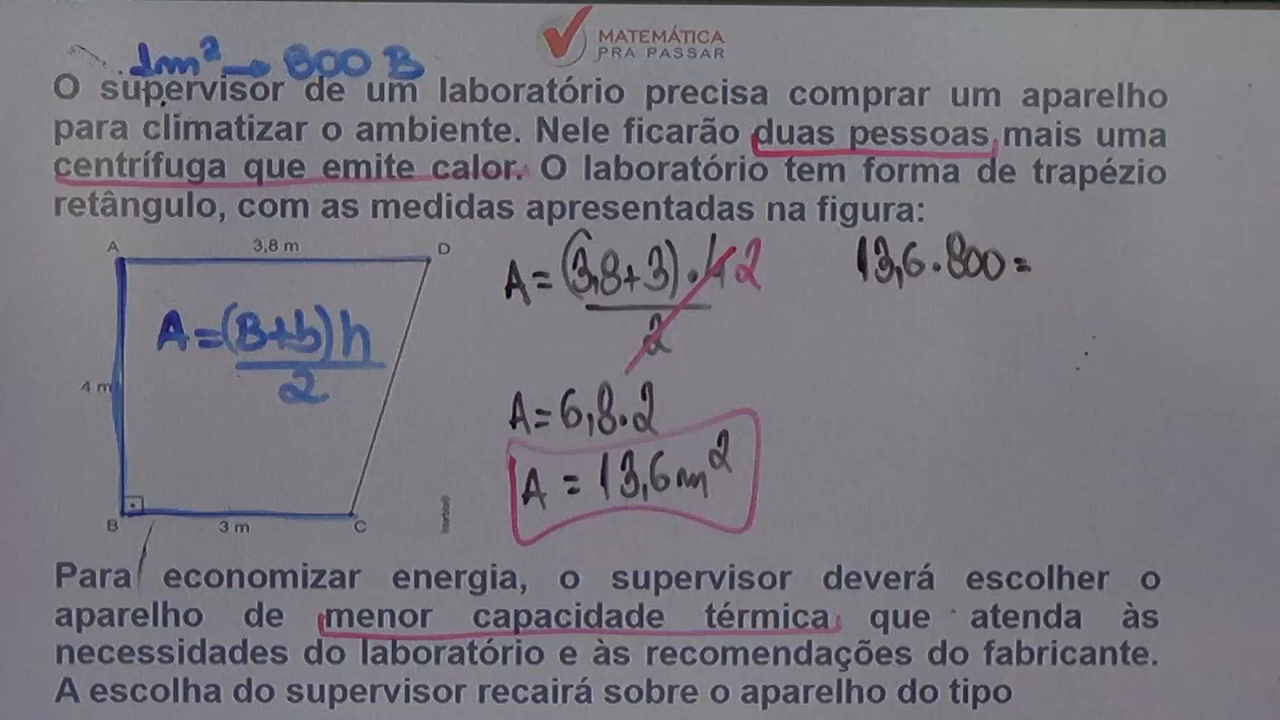 MATEMÁTICA
PRA PASSAR
1m² → 800 B
O supervisor de um laboratório precisa comprar um aparelho
para climatizar o ambiente. Nele ficarão duas pessoas, mais uma
centrífuga que emite calor. O laboratório tem forma de trapézio
retângulo, com as medidas apresentadas na figura:
A
3,8 m
D
4 m
A=(B+b)h
2
B
3 m
C
A=(3,8+3).4 2
2
A=6,8.2
A = 13,6m²
13,6.800=
Para economizar energia, o supervisor deverá escolher o
aparelho de menor capacidade térmica, que atenda às
necessidades do laboratório e às recomendações do fabricante.
A escolha do supervisor recairá sobre o aparelho do tipo